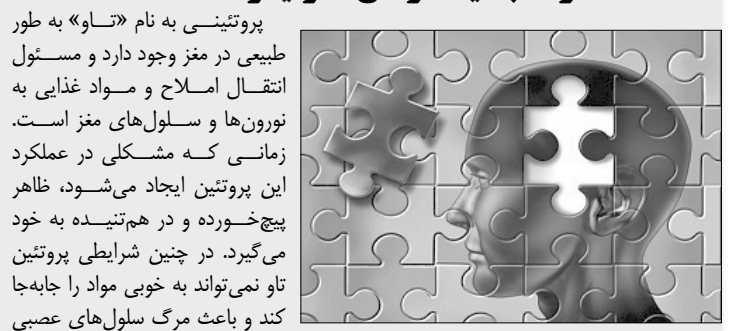 پروتئینی به نام «تاو» به طور
طبیعی در مغز وجود دارد و مسئول
انتقال املاح و مواد غذایی به
نورون‌ها و سلول‌های مغز است.
زمانی که مشکلی در عملکرد
این پروتئین ایجاد می‌شود، ظاهر
پیچ‌خورده و در هم‌تنیده به خود
می‌گیرد. در چنین شرایطی پروتئین
تاو نمی‌تواند به خوبی مواد را جابه‌جا
کند و باعث مرگ سلول‌های عصبی